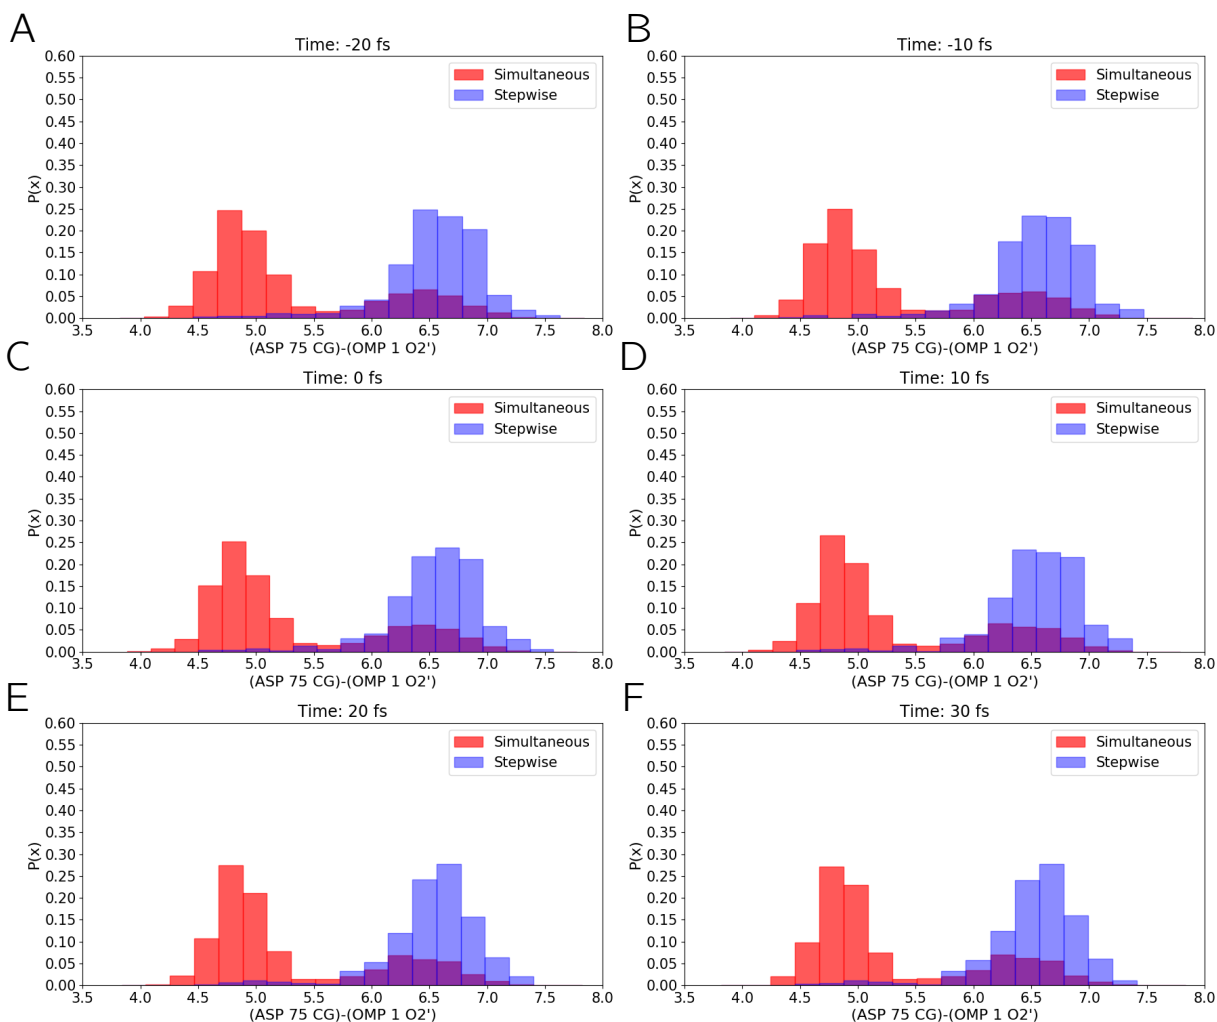 A
Time: -20 fs
0.60
0.55
0.50
0.45
0.40
0.35
0.30
0.25
0.20
0.15
0.10
0.05
0.00
P(x)
Simultaneous
Stepwise
3.5 4.0 4.5 5.0 5.5 6.0 6.5 7.0 7.5 8.0
(ASP 75 CG)-(OMP 1 O2')
B
Time: -10 fs
0.60
0.55
0.50
0.45
0.40
0.35
0.30
0.25
0.20
0.15
0.10
0.05
0.00
P(x)
Simultaneous
Stepwise
3.5 4.0 4.5 5.0 5.5 6.0 6.5 7.0 7.5 8.0
(ASP 75 CG)-(OMP 1 O2')
C
Time: 0 fs
0.60
0.55
0.50
0.45
0.40
0.35
0.30
0.25
0.20
0.15
0.10
0.05
0.00
P(x)
Simultaneous
Stepwise
3.5 4.0 4.5 5.0 5.5 6.0 6.5 7.0 7.5 8.0
(ASP 75 CG)-(OMP 1 O2')
D
Time: 10 fs
0.60
0.55
0.50
0.45
0.40
0.35
0.30
0.25
0.20
0.15
0.10
0.05
0.00
P(x)
Simultaneous
Stepwise
3.5 4.0 4.5 5.0 5.5 6.0 6.5 7.0 7.5 8.0
(ASP 75 CG)-(OMP 1 O2')
E
Time: 20 fs
0.60
0.55
0.50
0.45
0.40
0.35
0.30
0.25
0.20
0.15
0.10
0.05
0.00
P(x)
Simultaneous
Stepwise
3.5 4.0 4.5 5.0 5.5 6.0 6.5 7.0 7.5 8.0
(ASP 75 CG)-(OMP 1 O2')
F
Time: 30 fs
0.60
0.55
0.50
0.45
0.40
0.35
0.30
0.25
0.20
0.15
0.10
0.05
0.00
P(x)
Simultaneous
Stepwise
3.5 4.0 4.5 5.0 5.5 6.0 6.5 7.0 7.5 8.0
(ASP 75 CG)-(OMP 1 O2')